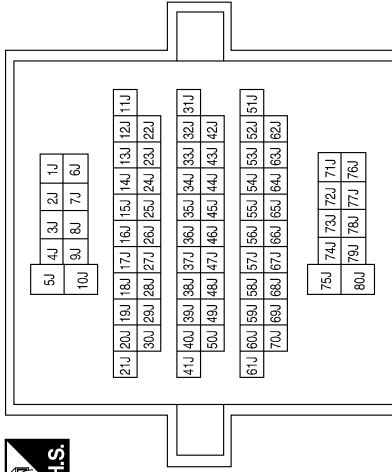 5J 4J 3J 2J 1J
10J 9J 8J 7J 6J
21J 20J 19J 18J 17J 16J 15J 14J 13J 12J 11J
30J 29J 28J 27J 26J 25J 24J 23J 22J
41J 40J 39J 38J 37J 36J 35J 34J 33J 32J 31J
50J 49J 48J 47J 46J 45J 44J 43J 42J
61J 60J 59J 58J 57J 56J 55J 54J 53J 52J 51J
70J 69J 68J 67J 66J 65J 64J 63J 62J
75J 74J 73J 72J 71J
80J 79J 78J 77J 76J
H.S.